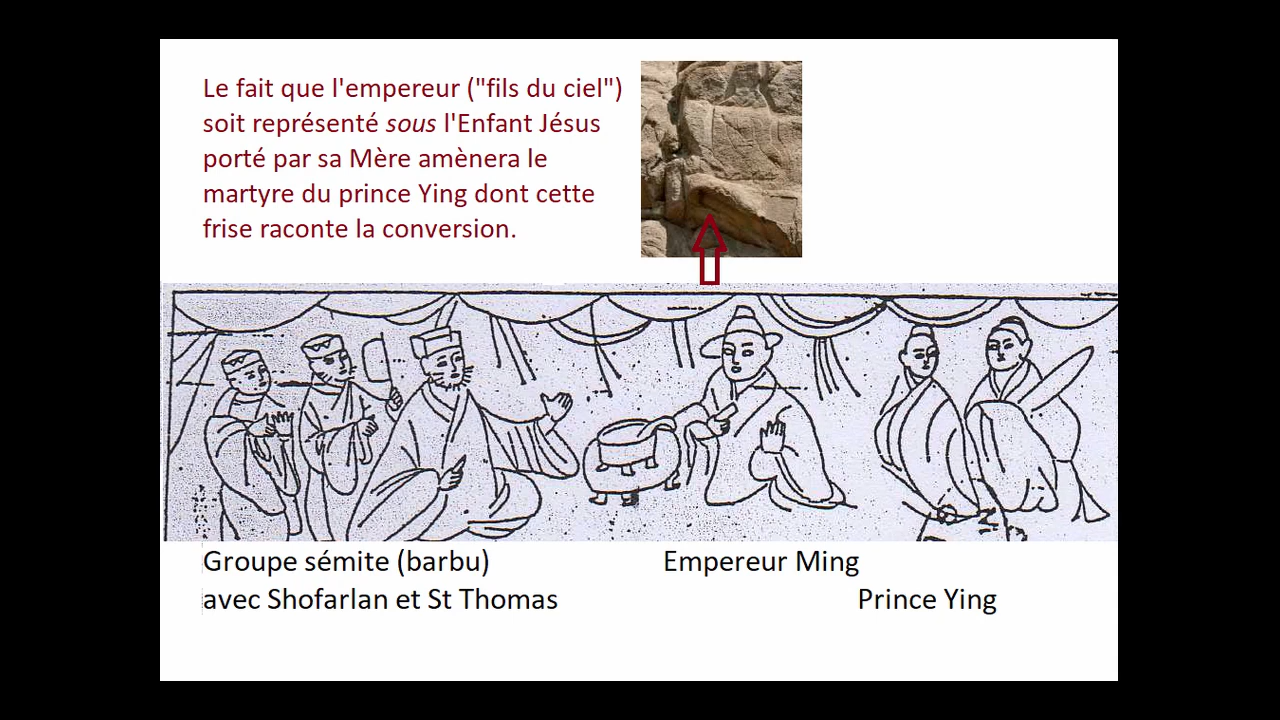 Le fait que l'empereur ("fils du ciel")
soit représenté sous l'Enfant Jésus
porté par sa Mère amènera le
martyre du prince Ying dont cette
frise raconte la conversion.
Groupe sémite (barbu)
avec Shofarlan et St Thomas
Empereur Ming
Prince Ying